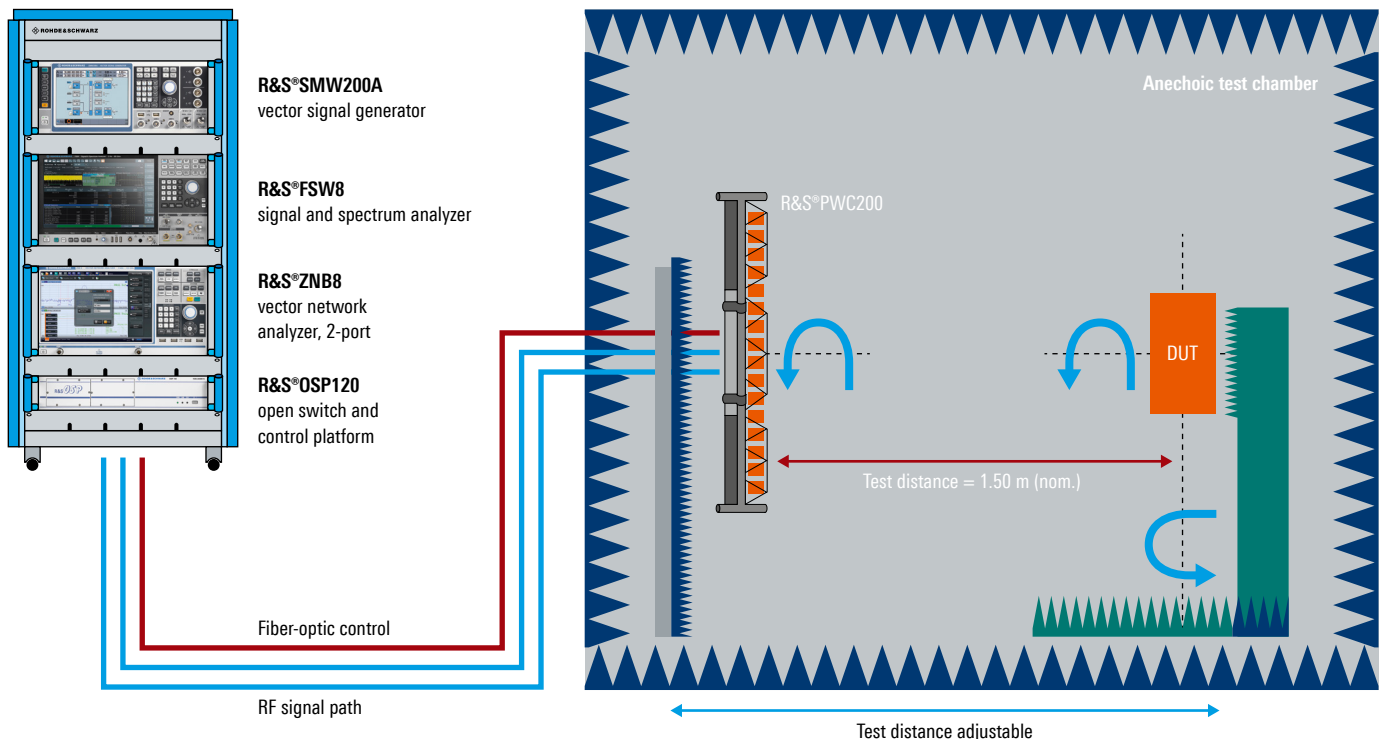 ROHDE&SCHWARZ
R&S®SMW200A
vector signal generator
R&S®FSW8
signal and spectrum analyzer
R&S®ZNB8
vector network
analyzer, 2-port
R&S®OSP120
open switch and
control platform
R&S OSP
Fiber-optic control
RF signal path
Anechoic test chamber
R&S®PWC200
DUT
Test distance = 1.50 m (nom.)
Test distance adjustable